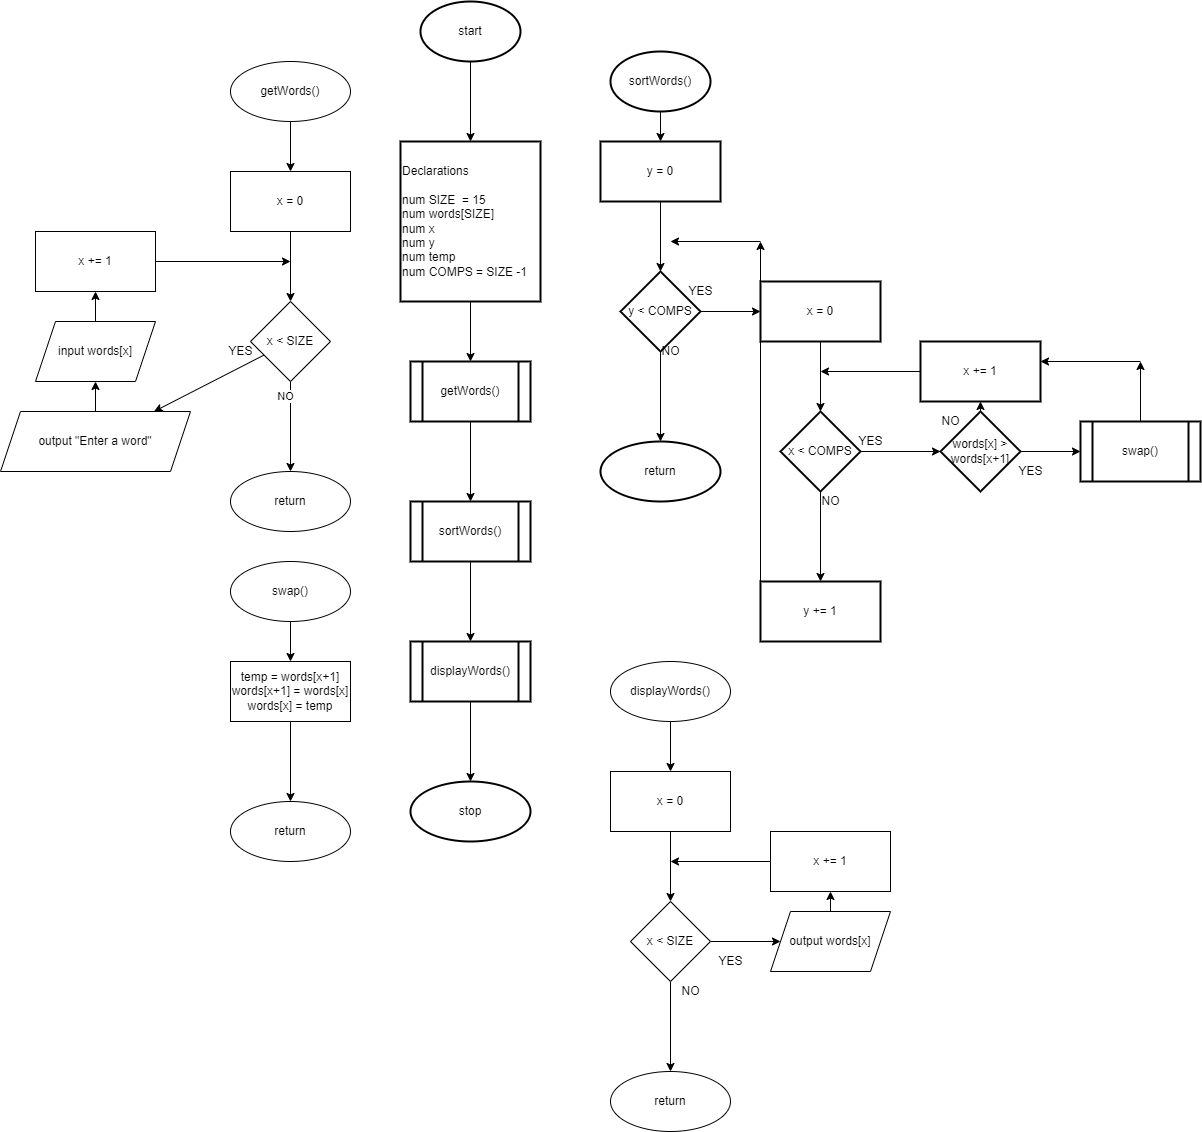 start
Declarations
num SIZE  = 15
num words[SIZE]
num x
num y
num temp
num COMPS = SIZE -1
getWords()
sortWords()
displayWords()
stop
getWords()
x = 0
x < SIZE
YES
output "Enter a word"
input words[x]
x += 1
NO
return
swap()
temp = words[x+1]
words[x+1] = words[x]
words[x] = temp
return
sortWords()
y = 0
y < COMPS
YES
NO
return
x = 0
x < COMPS
YES
words[x] >
words[x+1]
NO
x += 1
YES
swap()
NO
y += 1
displayWords()
x = 0
x < SIZE
YES
output words[x]
x += 1
NO
return